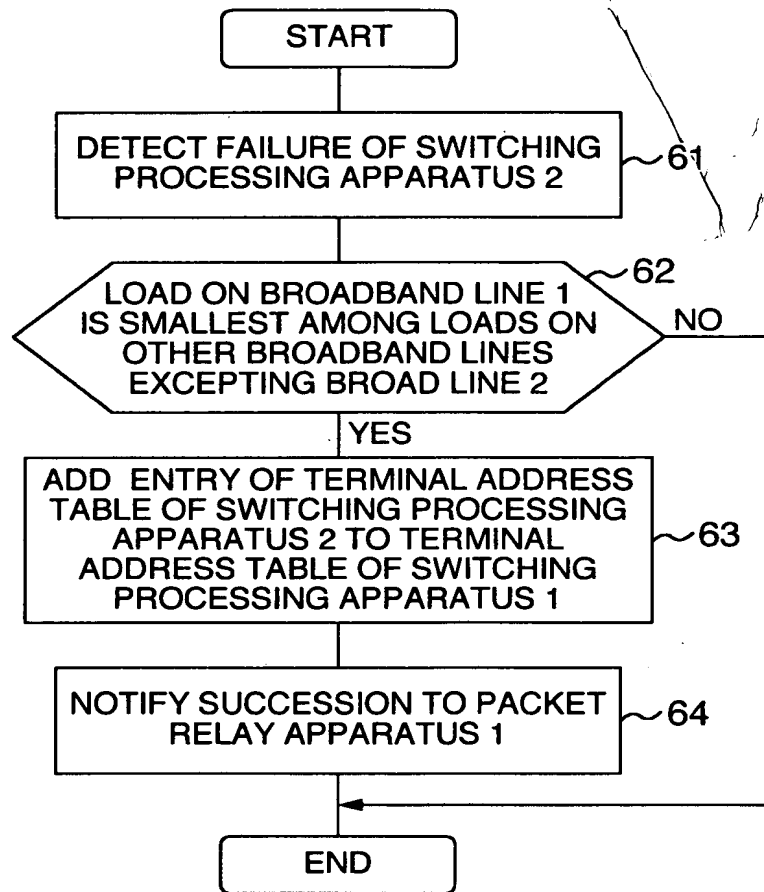 START
DETECT FAILURE OF SWITCHING
PROCESSING APPARATUS 2
61
62
LOAD ON BROADBAND LINE 1
IS SMALLEST AMONG LOADS ON
OTHER BROADBAND LINES
EXCEPTING BROAD LINE 2
NO
YES
ADD ENTRY OF TERMINAL ADDRESS
TABLE OF SWITCHING PROCESSING
APPARATUS 2 TO TERMINAL
ADDRESS TABLE OF SWITCHING
PROCESSING APPARATUS 1
63
NOTIFY SUCCESSION TO PACKET
RELAY APPARATUS 1
64
END